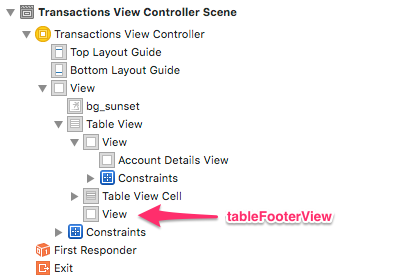 Transactions View Controller Scene
Transactions View Controller
Top Layout Guide
Bottom Layout Guide
View
bg_sunset
Table View
View
Account Details View
Constraints
Table View Cell
View tableFooterView
Constraints
First Responder
Exit